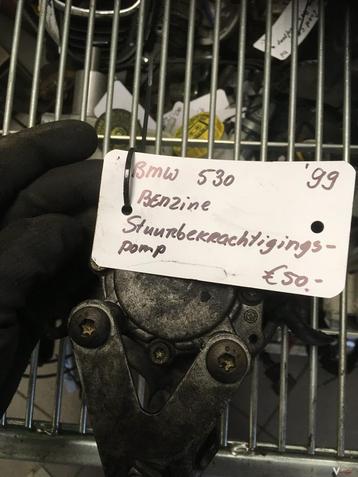 BMW 530 '99
Benzine
Stuurbekrachtigings-
pomp
€50.-